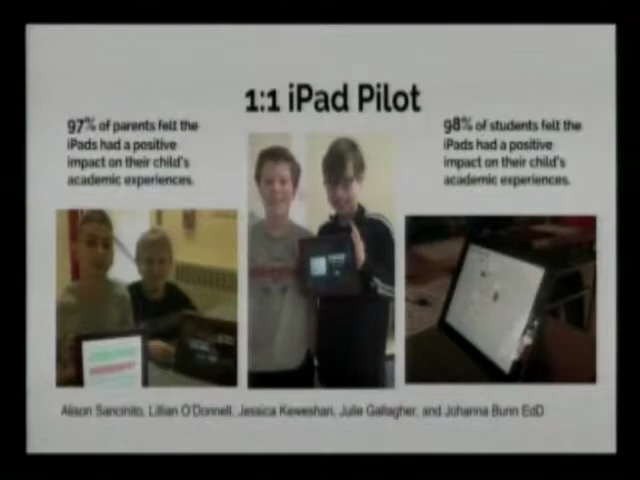 1:1 iPad Pilot
97% of parents felt the
iPads had a positive
impact on their child's
academic experiences.
98% of students felt the
iPads had a positive
impact on their child's
academic experiences.
Alison Sancinito, Lillian O'Donnell, Jessica Keweshan, Julie Gallagher, and Johanna Bunn EdD